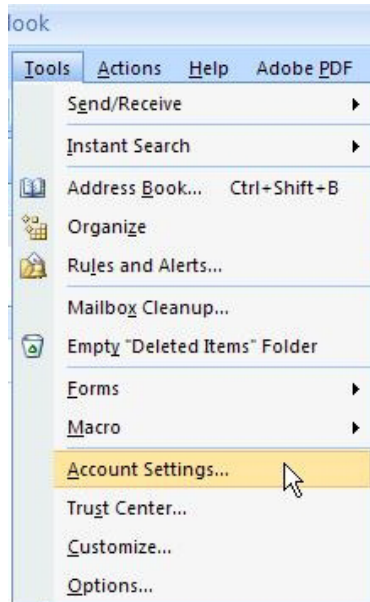 look
Tools Actions Help Adobe PDF
Send/Receive
Instant Search
Address Book... Ctrl+Shift+B
Organize
Rules and Alerts...
Mailbox Cleanup...
Empty "Deleted Items" Folder
Forms
Macro
Account Settings...
Trust Center...
Customize...
Options...